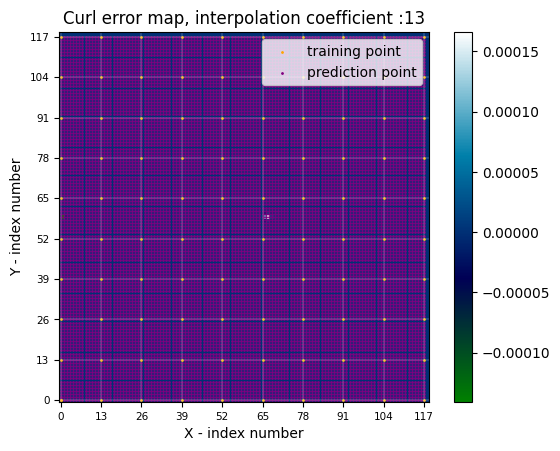 Curl error map, interpolation coefficient :13
training point
prediction point
117
104
91
78
65
52
39
26
13
0
Y - index number
0 13 26 39 52 65 78 91 104 117
X - index number
0.00015
0.00010
0.00005
0.00000
−0.00005
−0.00010